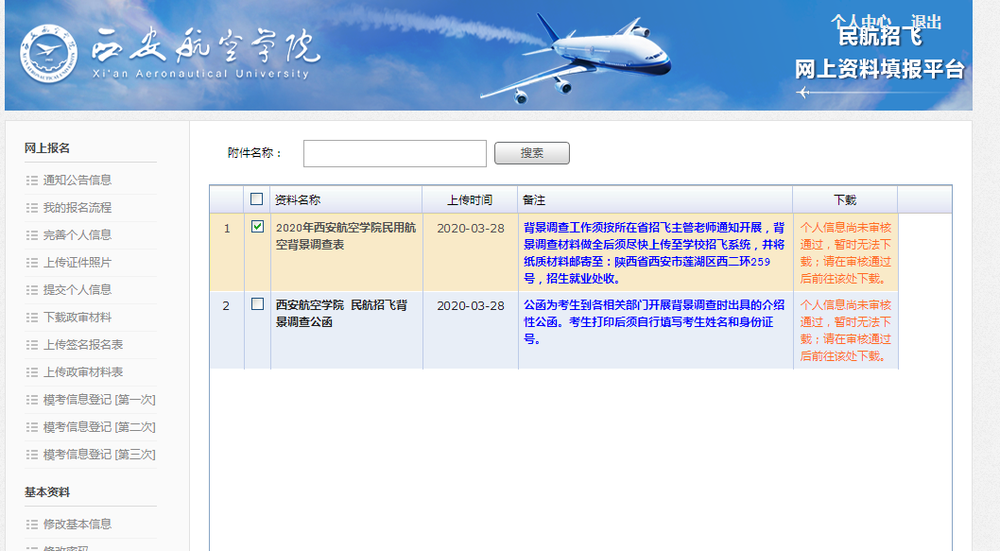 西安航空学院
Xi'an Aeronautical University
个人中心 退出
民航招飞
网上资料填报平台
网上报名
通知公告信息
我的报名流程
完善个人信息
上传证件照片
提交个人信息
下载政审材料
上传签名报名表
上传政审材料表
模考信息登记 [第一次]
模考信息登记 [第二次]
模考信息登记 [第三次]
基本资料
修改基本信息
修改密码
附件名称：
搜索
资料名称 上传时间 备注 下载
1
2020年西安航空学院民用航
空背景调查表
2020-03-28
背景调查工作须按所在省招飞主管老师通知开展，背
景调查材料做全后须尽快上传至学校招飞系统，并将
纸质材料邮寄至：陕西省西安市莲湖区西二环259
号，招生就业处收。
个人信息尚未审核
通过，暂时无法下
载；请在审核通过
后前往该处下载。
2
西安航空学院 民航招飞背
景调查公函
2020-03-28
公函为考生到各相关部门开展背景调查时出具的介绍
性公函。考生打印后须自行填写考生姓名和身份证
号。
个人信息尚未审核
通过，暂时无法下
载；请在审核通过
后前往该处下载。